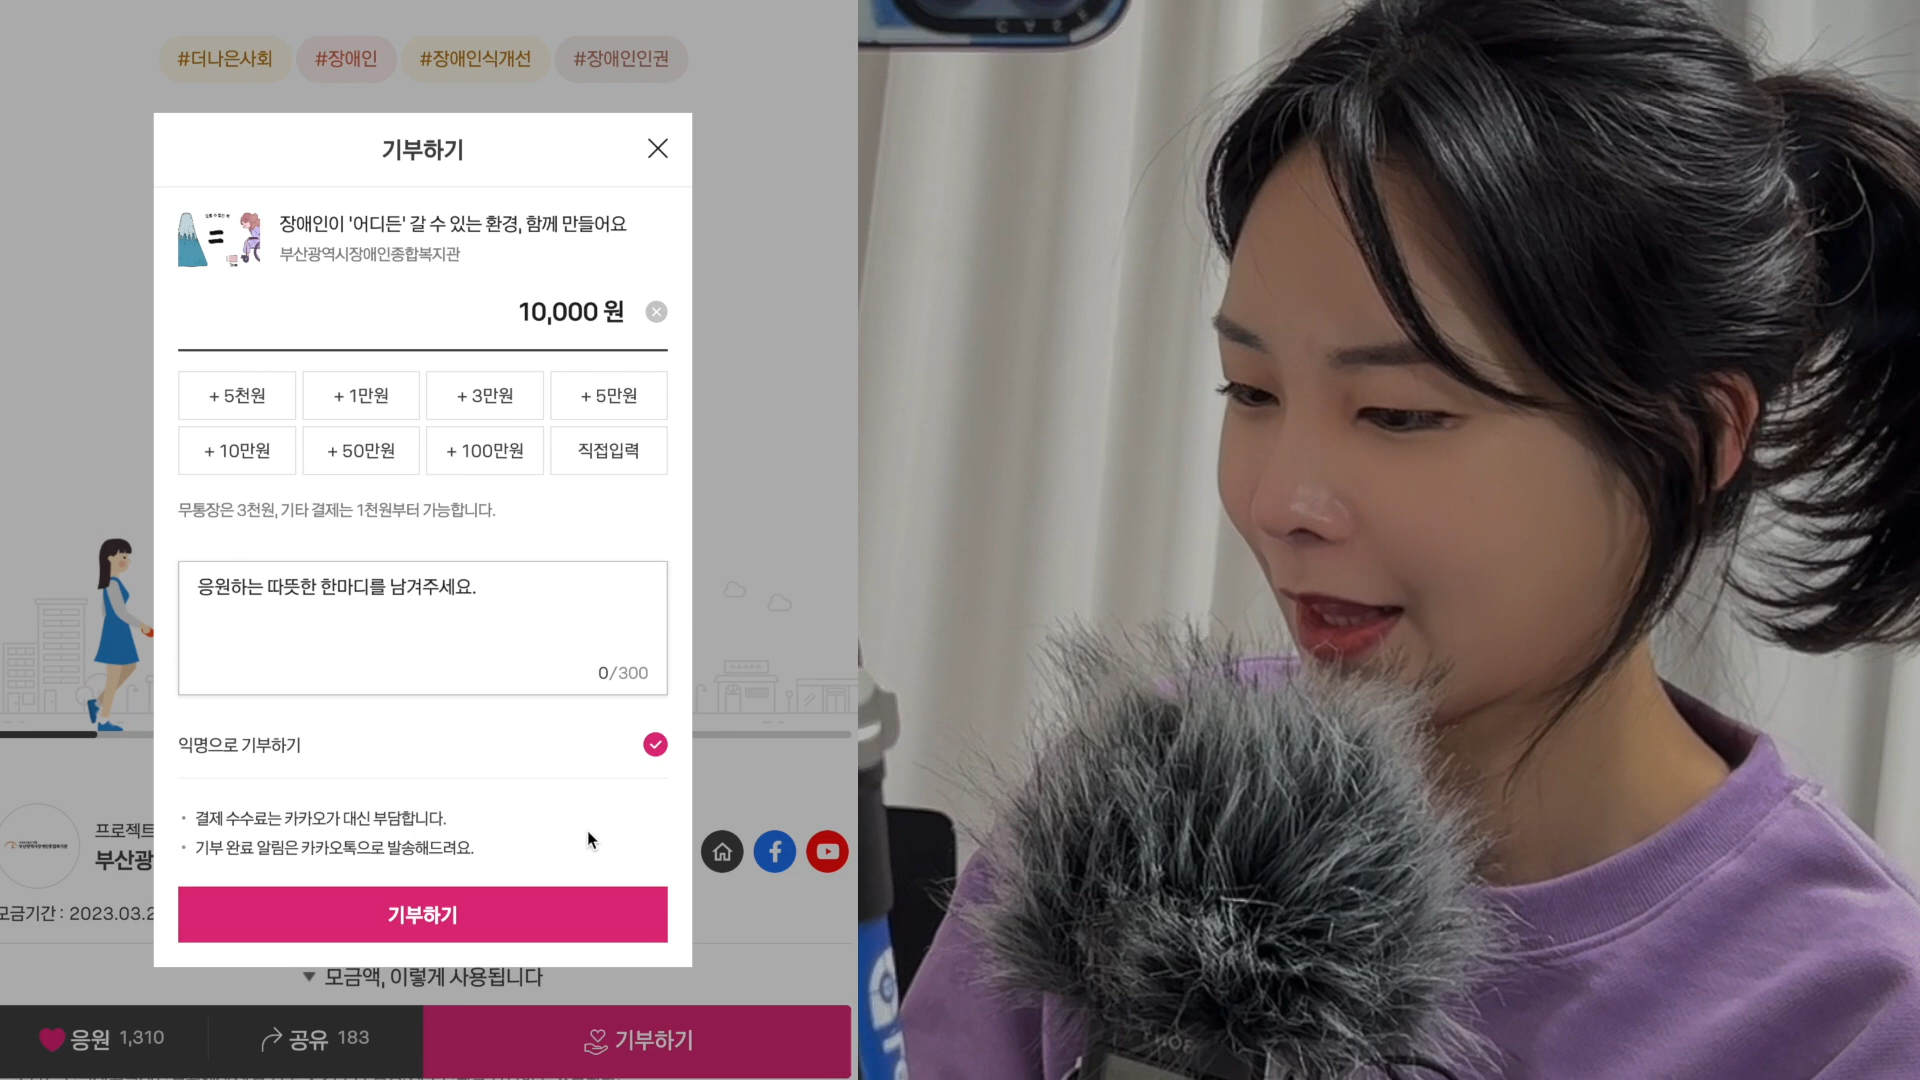 #더나은사회
#장애인
#장애인식개선
#장애인인권
기부하기
장애인이 '어디든' 갈 수 있는 환경, 함께 만들어요
부산광역시장애인종합복지관
10,000 원
+ 5천원
+ 1만원
+ 3만원
+ 5만원
+ 10만원
+ 50만원
+ 100만원
직접입력
무통장은 3천원, 기타 결제는 1천원부터 가능합니다.
응원하는 따뜻한 한마디를 남겨주세요.
0/300
익명으로 기부하기
• 결제 수수료는 카카오가 대신 부담합니다.
• 기부 완료 알림은 카카오톡으로 발송해드려요.
기부하기
프로젝트
부산광
모금기간 : 2023.03.2
▼ 모금액, 이렇게 사용됩니다
응원 1,310
공유 183
기부하기